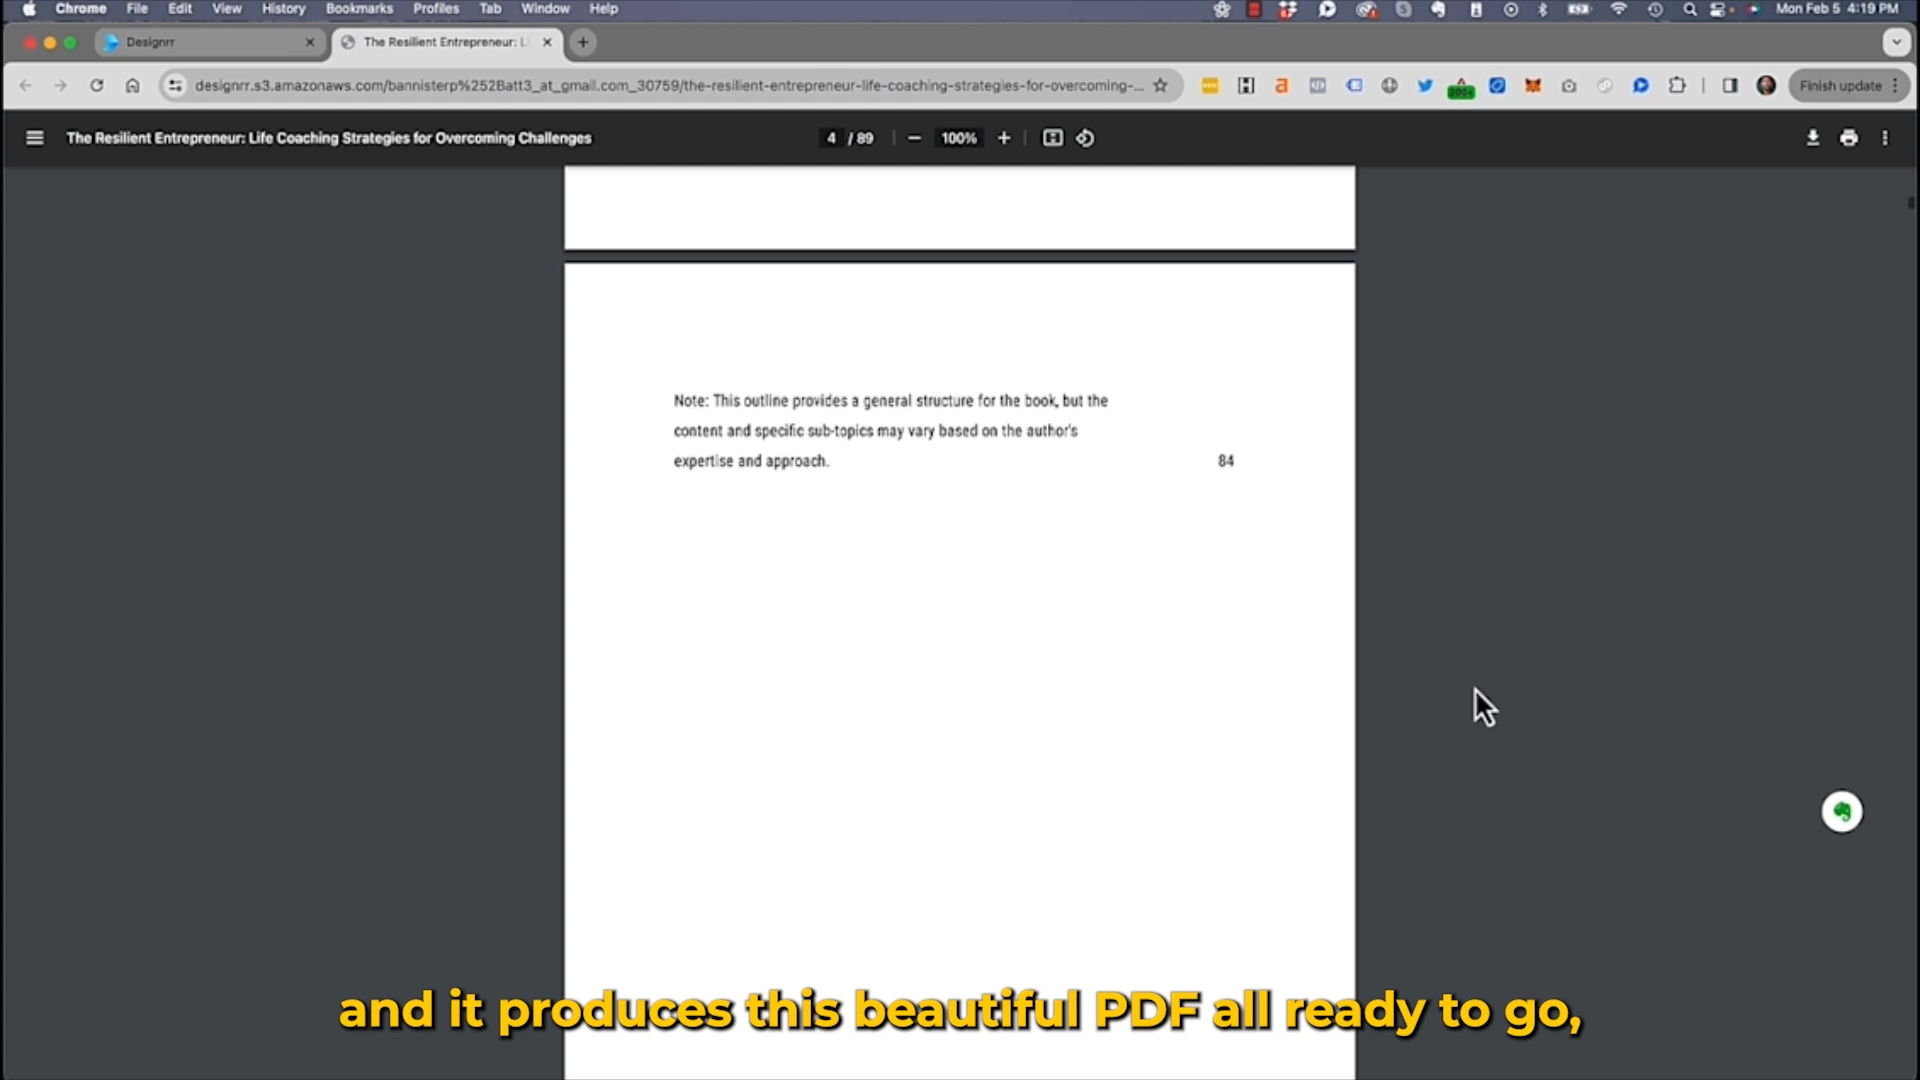 Chrome File Edit View History Bookmarks Profiles Tab Window Help Mon Feb 5 4:19 PM
Designrr The Resilient Entrepreneur: L
designrr.s3.amazonaws.com/bannisterp%252Batt3_at_gmail.com_30759/the-resilient-entrepreneur-life-coaching-strategies-for-overcoming-... Finish update
The Resilient Entrepreneur: Life Coaching Strategies for Overcoming Challenges 4 / 89 100%
Note: This outline provides a general structure for the book, but the
content and specific sub-topics may vary based on the author's
expertise and approach. 84
and it produces this beautiful PDF all ready to go,